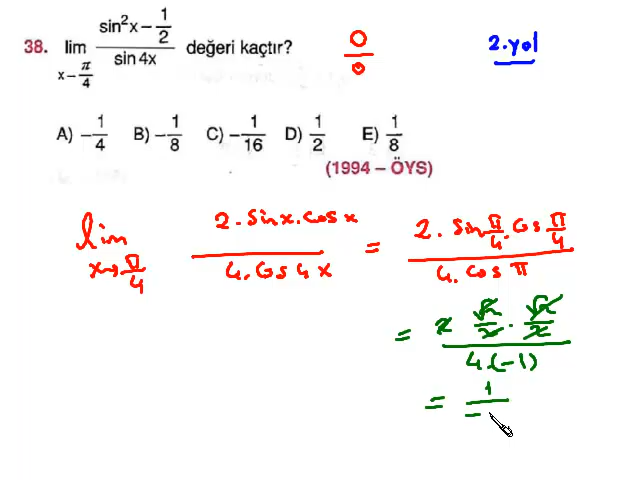 38. lim x→π/4 (sin²x − 1/2)/(sin 4x) değeri kaçtır?
0/0
2.yol
A) −1/4 B) −1/8 C) −1/16 D) 1/2 E) 1/8
(1994 – ÖYS)
lim x→π/4 (2.sinx.cosx)/(4.cos4x) = (2.sin π/4 . cos π/4)/(4.cosπ)
= (2 √2/2 . √2/2)/(4.(−1))
= 1/−